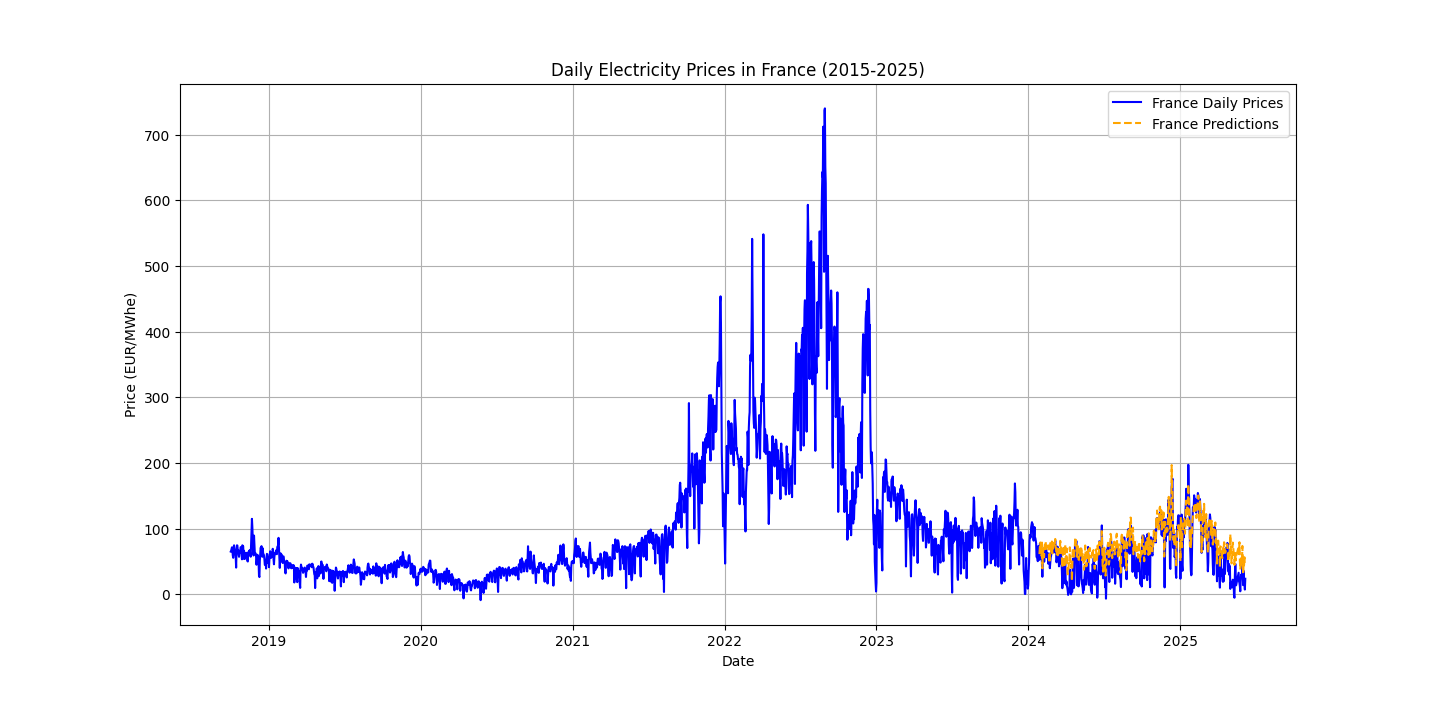 Daily Electricity Prices in France (2015-2025)
France Daily Prices
France Predictions
Price (EUR/MWhe)
700
600
500
400
300
200
100
0
2019 2020 2021 2022 2023 2024 2025
Date